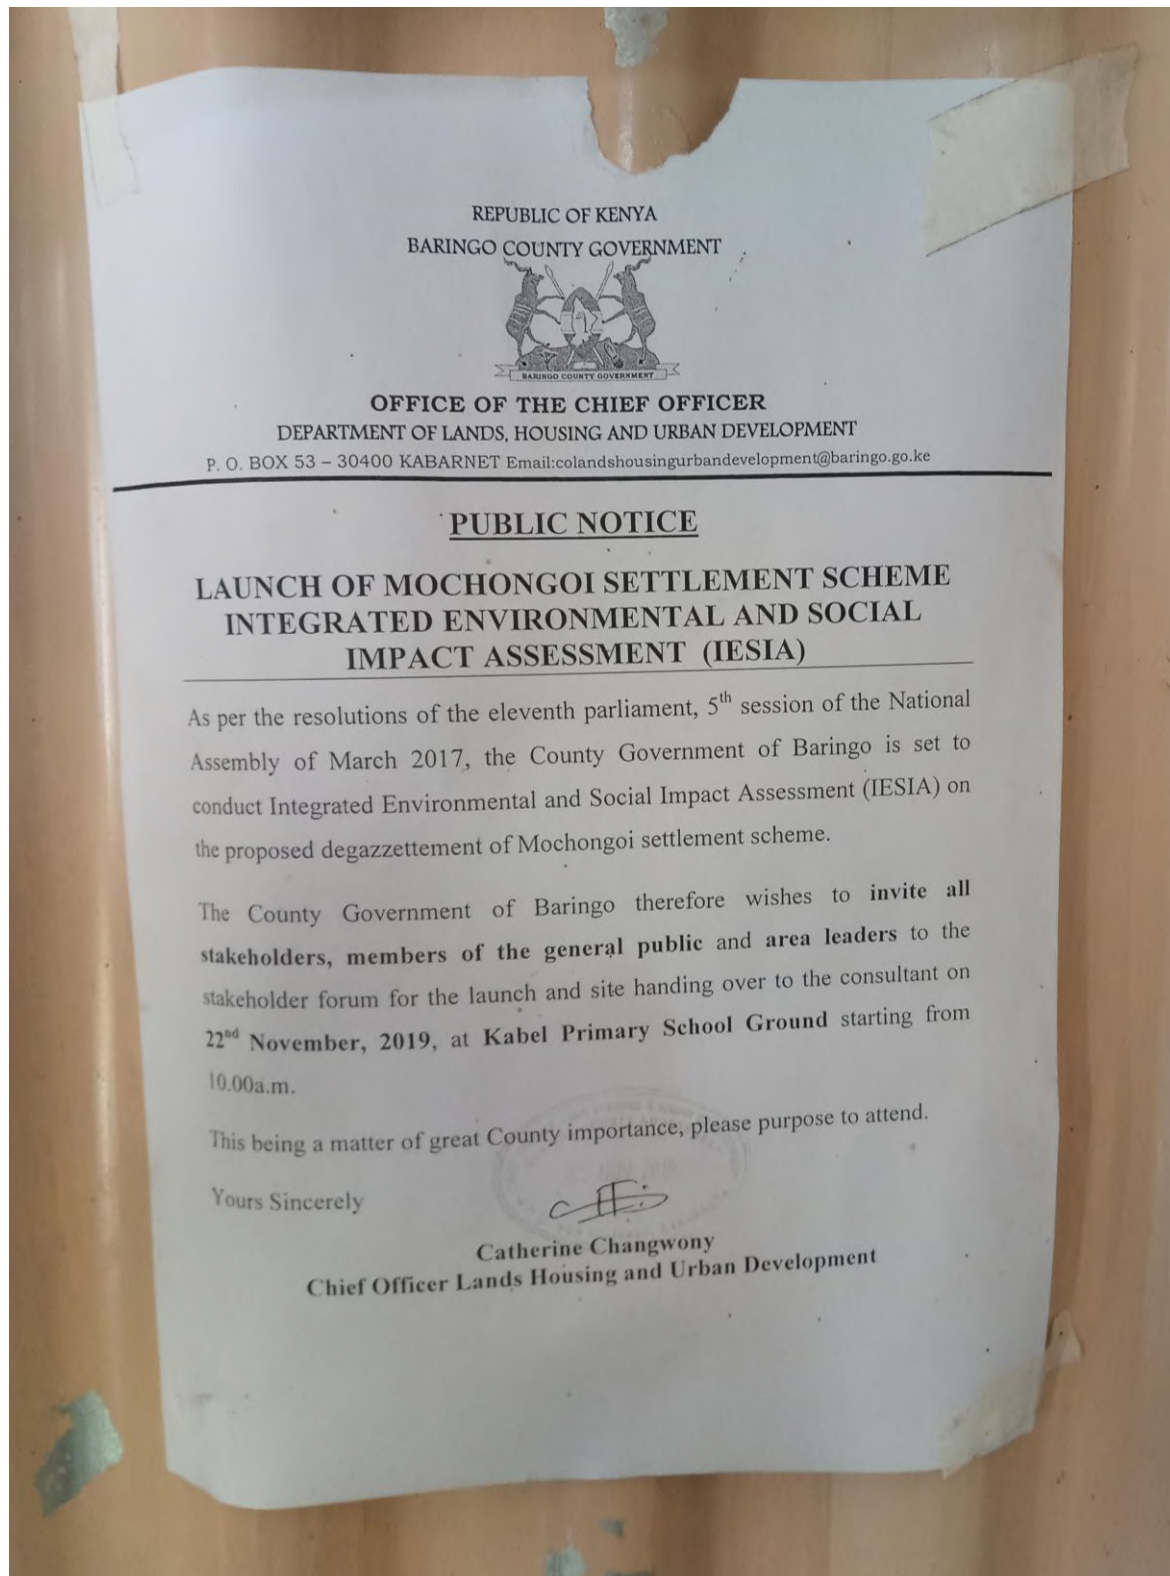 REPUBLIC OF KENYA
BARINGO COUNTY GOVERNMENT
BARINGO COUNTY GOVERNMENT
OFFICE OF THE CHIEF OFFICER
DEPARTMENT OF LANDS, HOUSING AND URBAN DEVELOPMENT
P. O. BOX 53 – 30400 KABARNET Email:colandshousingurbandevelopment@baringo.go.ke
PUBLIC NOTICE
LAUNCH OF MOCHONGOI SETTLEMENT SCHEME
INTEGRATED ENVIRONMENTAL AND SOCIAL
IMPACT ASSESSMENT (IESIA)
As per the resolutions of the eleventh parliament, 5th session of the National
Assembly of March 2017, the County Government of Baringo is set to
conduct Integrated Environmental and Social Impact Assessment (IESIA) on
the proposed degazzettement of Mochongoi settlement scheme.
The County Government of Baringo therefore wishes to invite all
stakeholders, members of the general public and area leaders to the
stakeholder forum for the launch and site handing over to the consultant on
22nd November, 2019, at Kabel Primary School Ground starting from
10.00a.m.
This being a matter of great County importance, please purpose to attend.
Yours Sincerely
Catherine Changwony
Chief Officer Lands Housing and Urban Development